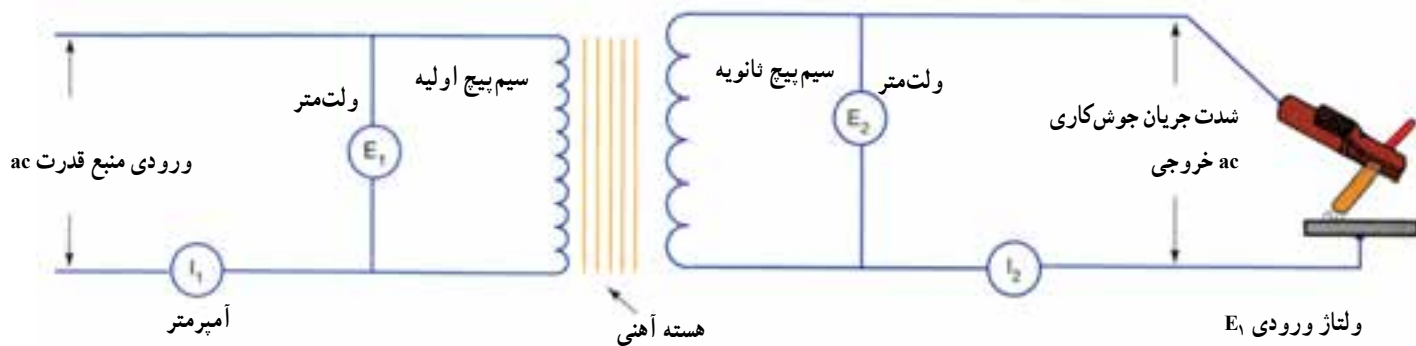 سیم‌پیچ اولیه
ولت‌متر
E₁
ورودی منبع قدرت ac
I₁
آمپرمتر
هسته آهنی
سیم‌پیچ ثانویه
ولت‌متر
E₂
شدت جریان جوش‌کاری
ac خروجی
I₂
ولتاژ ورودی E₁